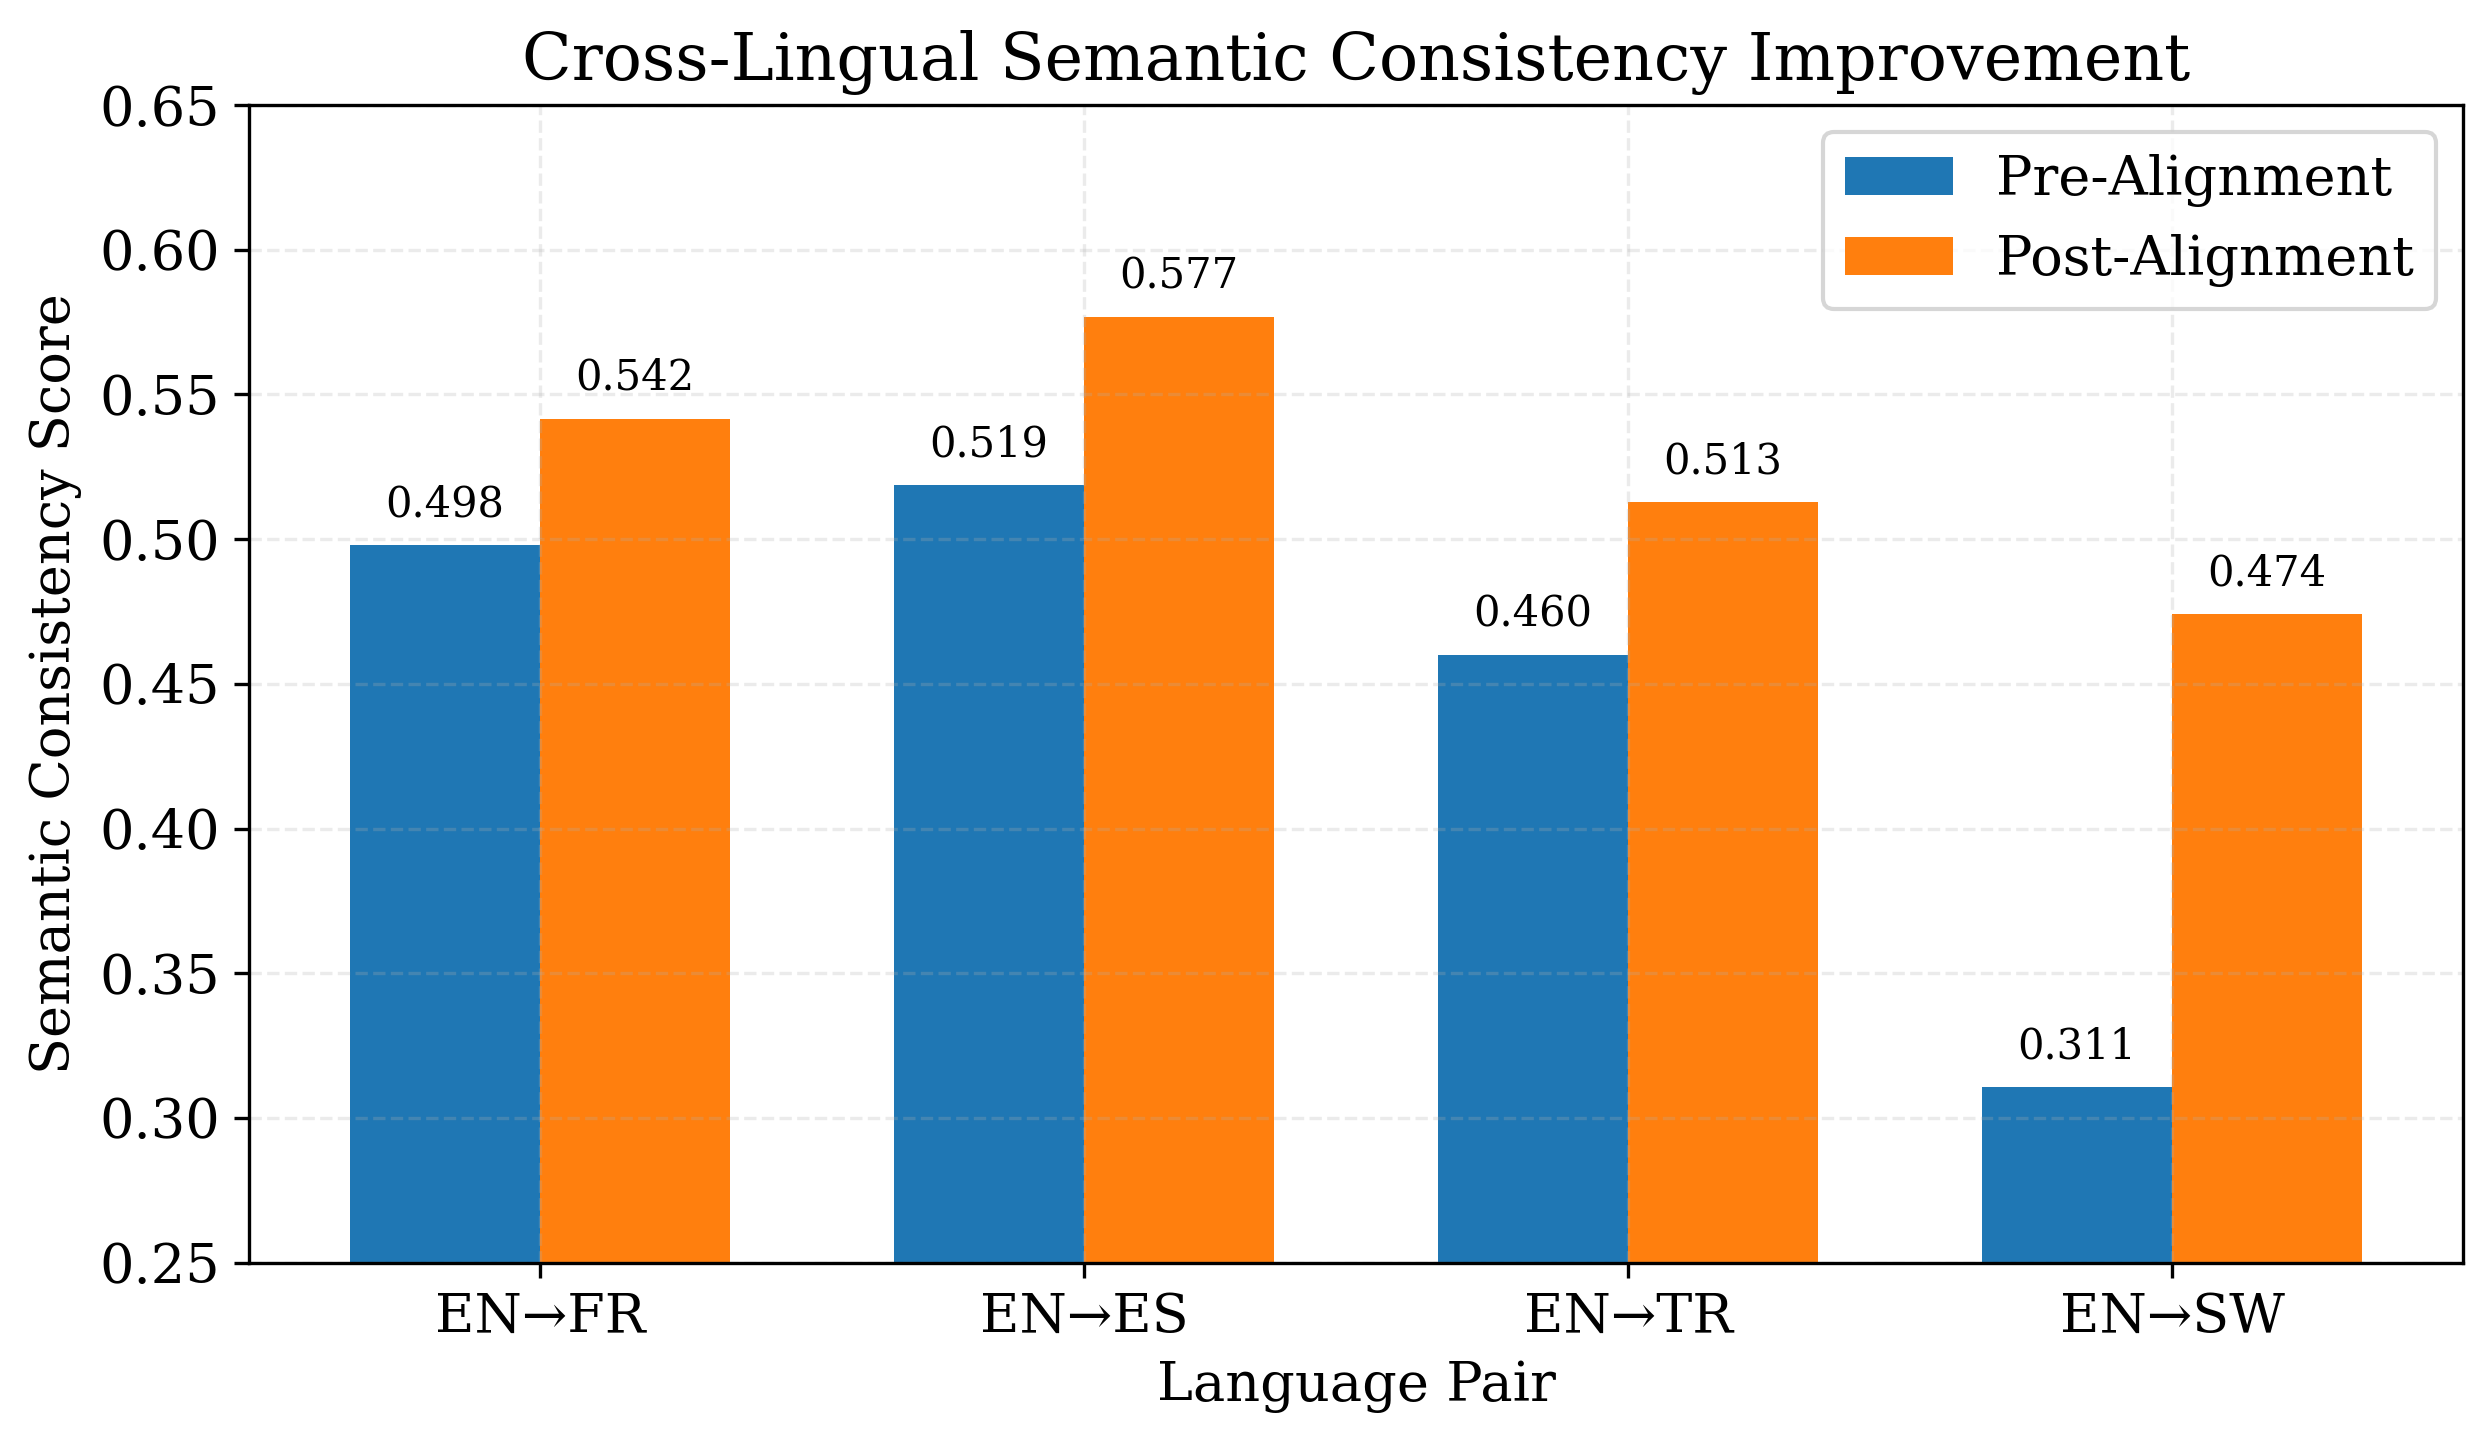 Cross-Lingual Semantic Consistency Improvement
Semantic Consistency Score
0.65
0.60
0.55
0.50
0.45
0.40
0.35
0.30
0.25
Pre-Alignment
Post-Alignment
0.498
0.542
0.519
0.577
0.460
0.513
0.311
0.474
EN→FR
EN→ES
EN→TR
EN→SW
Language Pair